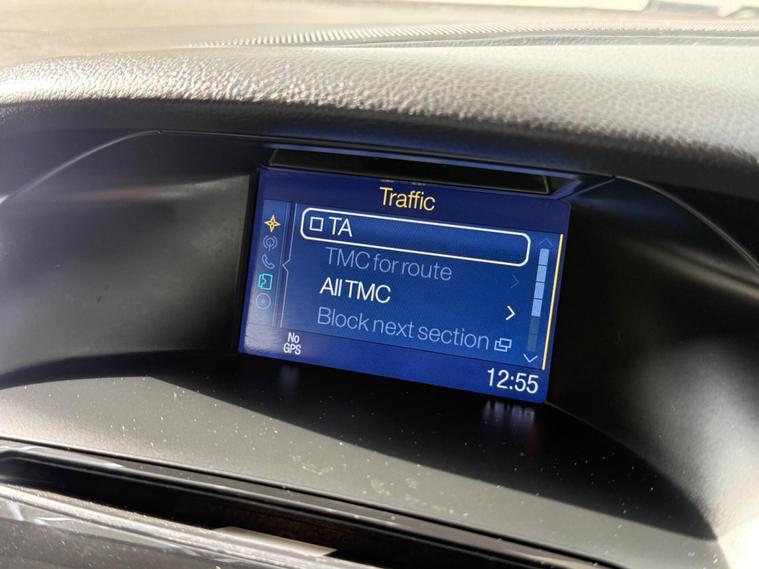 Traffic
TA
TMC for route
All TMC
Block next section
No
GPS
12:55